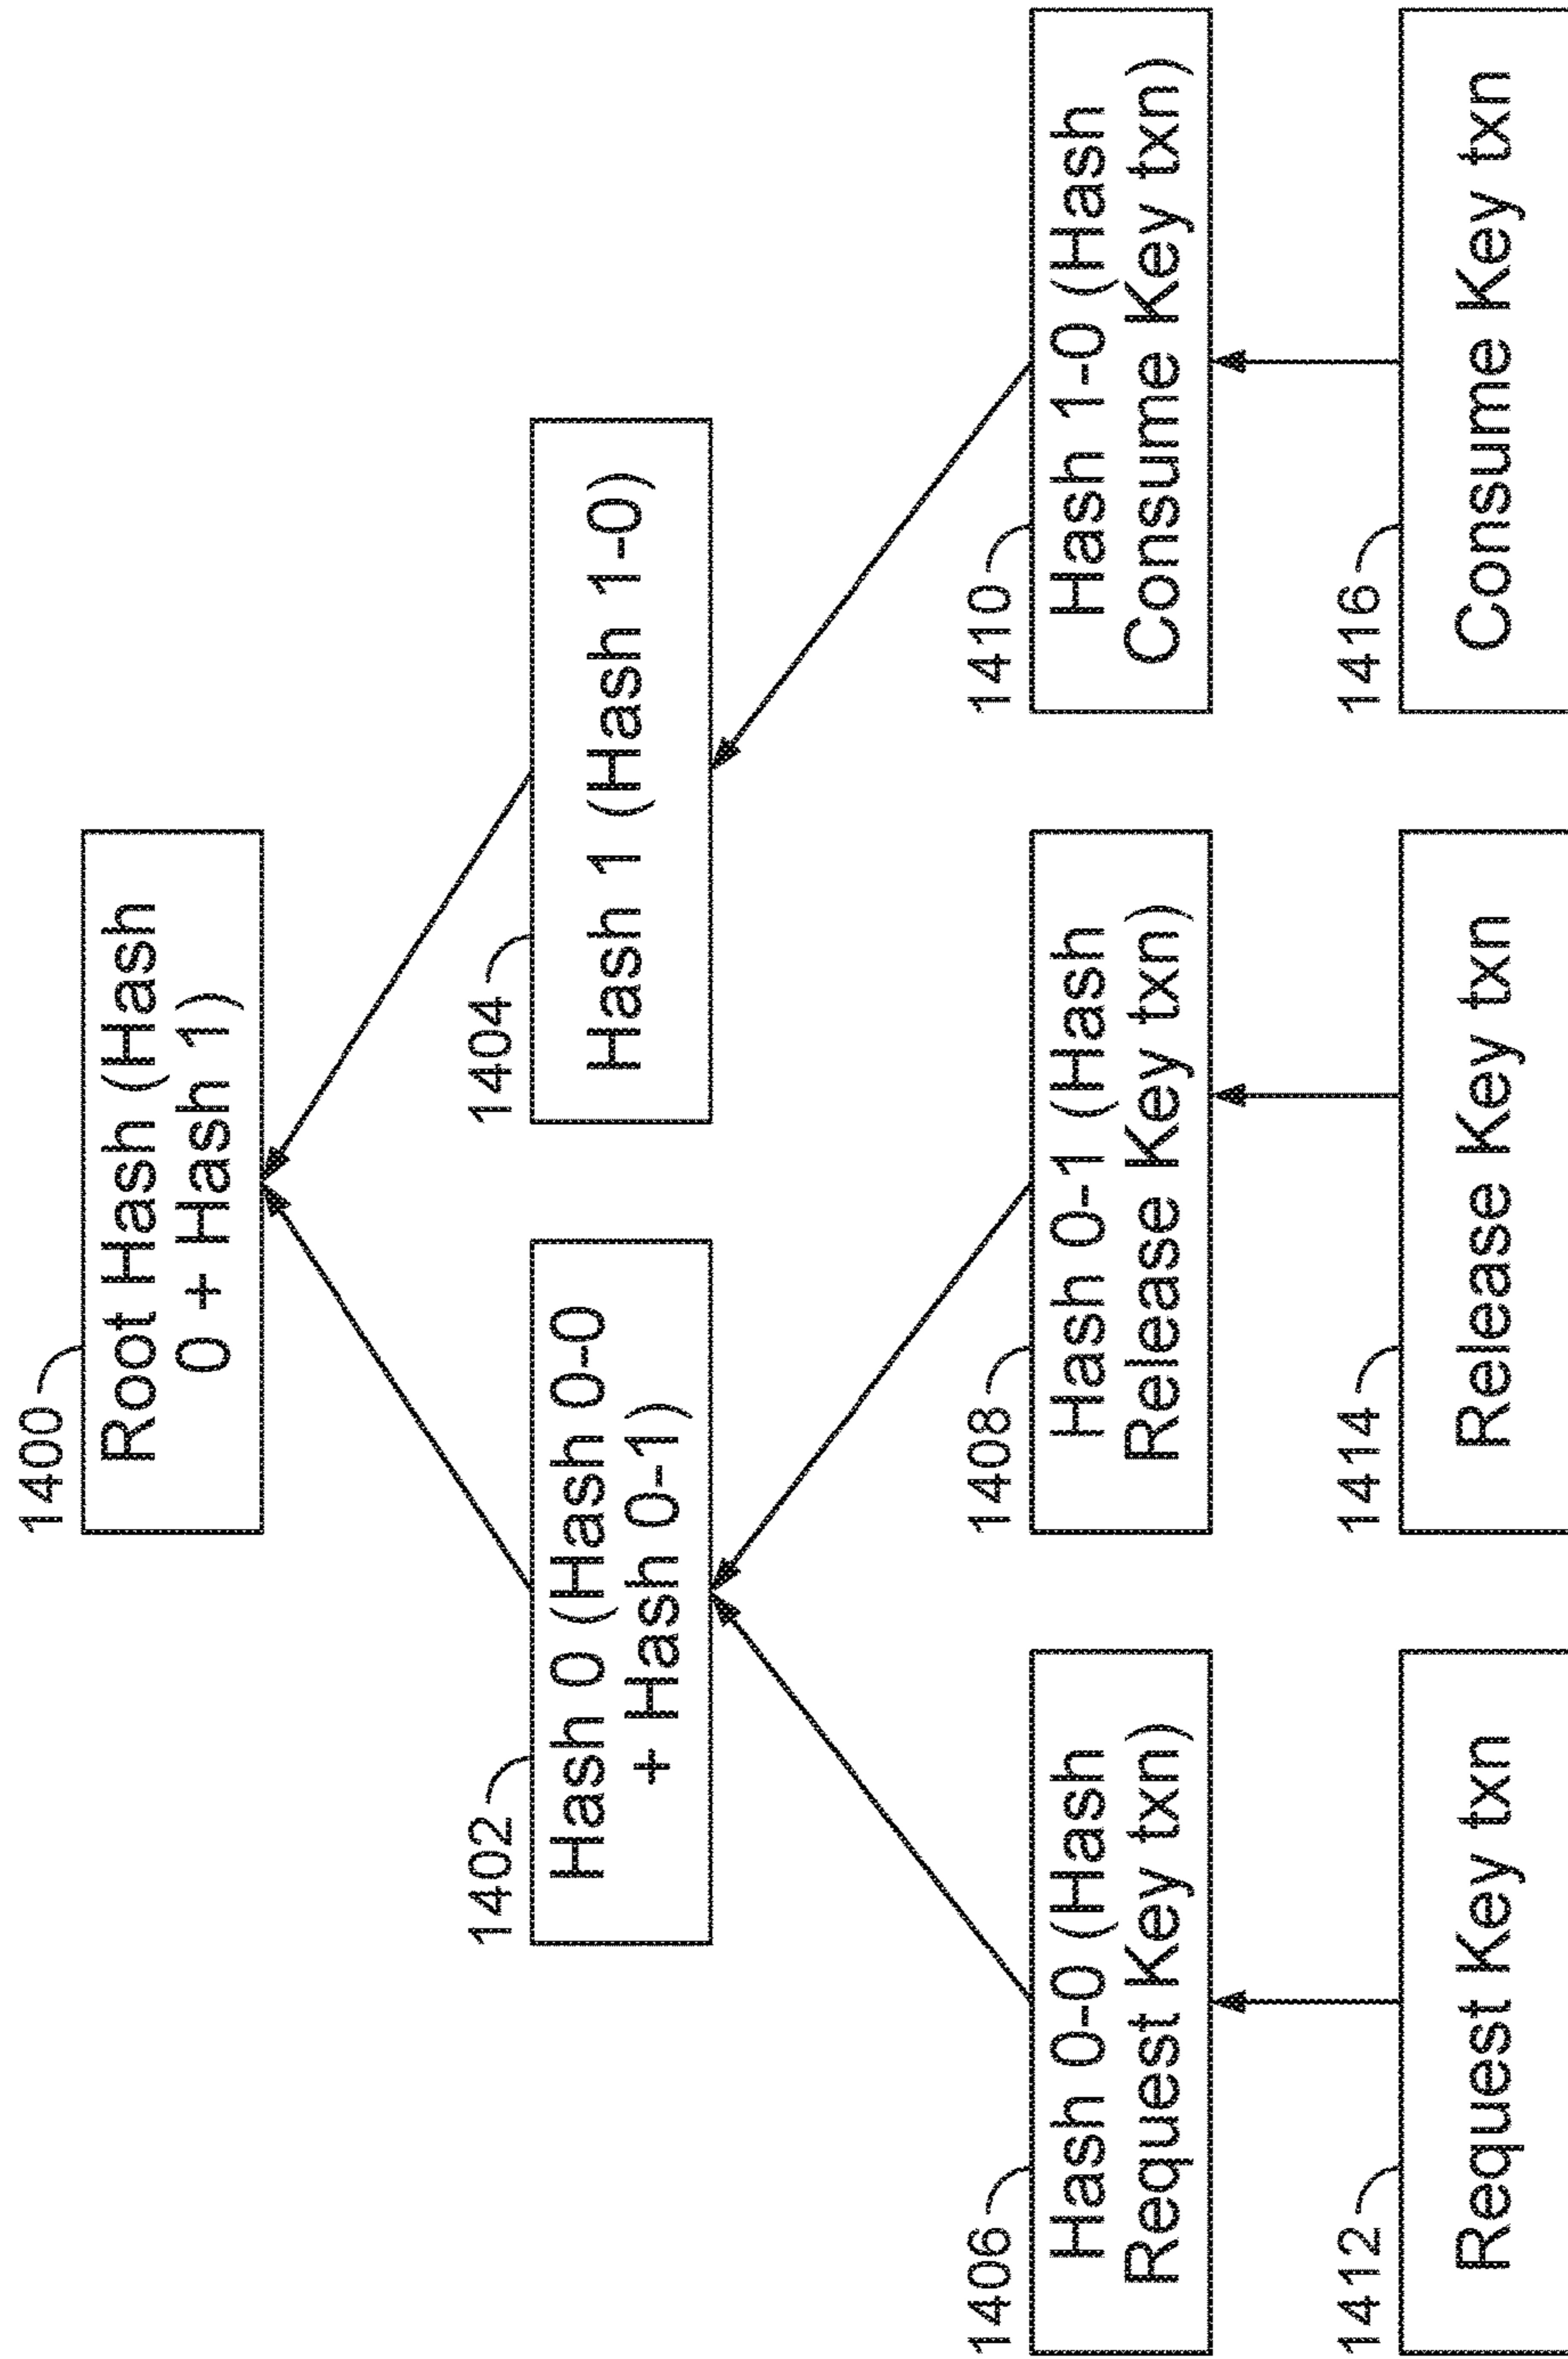 1400
Root Hash (Hash
0 + Hash 1)
1402
Hash 0 (Hash 0-0
+ Hash 0-1)
1404
Hash 1 (Hash 1-0)
1406
Hash 0-0 (Hash
Request Key txn)
1408
Hash 0-1 (Hash
Release Key txn)
1410
Hash 1-0 (Hash
Consume Key txn)
1412
Request Key txn
1414
Release Key txn
1416
Consume Key txn